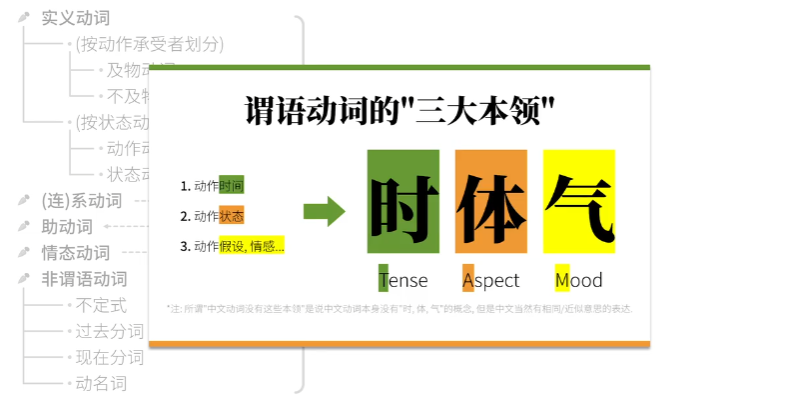 实义动词
(按动作承受者划分)
及物动词
不及物
(按状态动
动作动
状态动
(连)系动词
助动词
情态动词
非谓语动词
不定式
过去分词
现在分词
动名词
谓语动词的"三大本领"
1. 动作时间
2. 动作状态
3. 动作假设, 情感...
时 体 气
Tense Aspect Mood
*注: 所谓"中文动词没有这些本领"是说中文动词本身没有"时, 体, 气"的概念, 但是中文当然有相同/近似意思的表达.